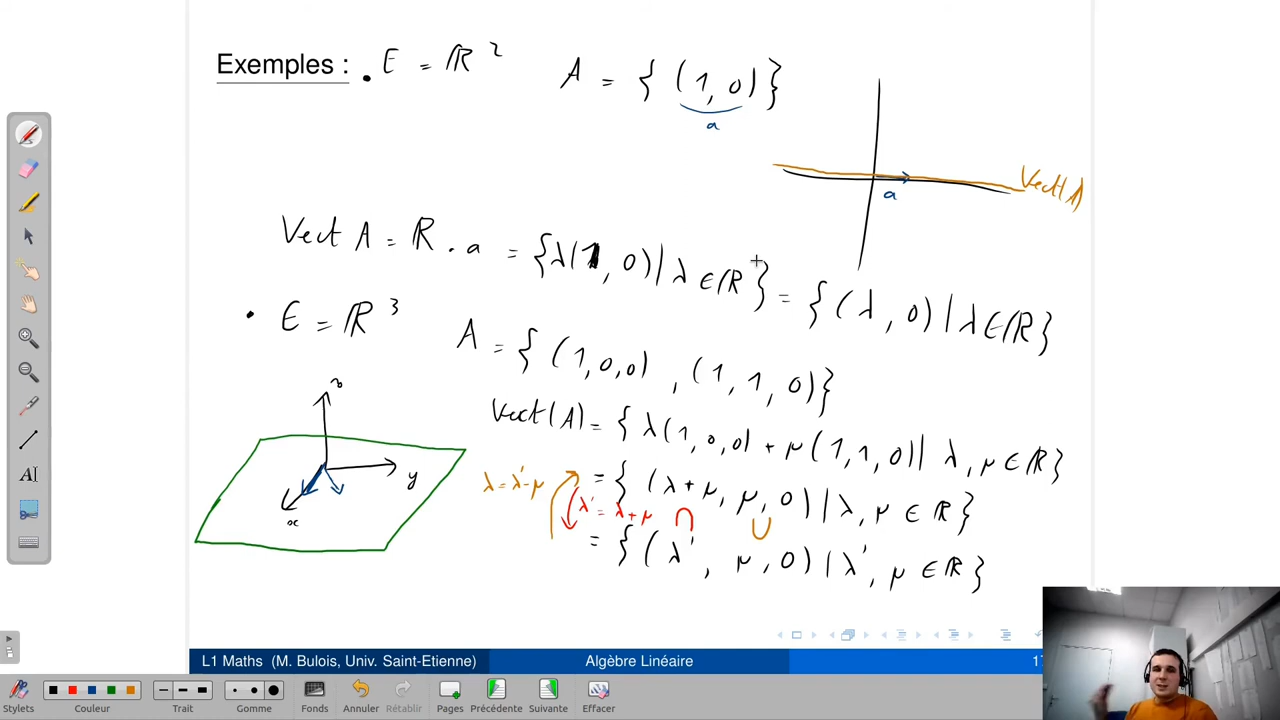 Exemples : • E = ℝ² A = { (1, 0) }
a
Vect(A)
a
Vect A = ℝ . a = { λ(1, 0) | λ ∈ ℝ } = { (λ, 0) | λ ∈ ℝ }
• E = ℝ³ A = { (1, 0, 0) , (1, 1, 0) }
Vect(A) = { λ(1, 0, 0) + μ(1, 1, 0) | λ, μ ∈ ℝ }
y
x
λ = λ' - μ = { (λ + μ, μ, 0) | λ, μ ∈ ℝ }
λ' = λ + μ ∩ ∪
= { (λ', μ, 0) | λ', μ ∈ ℝ }
L1 Maths (M. Bulois, Univ. Saint-Etienne) Algèbre Linéaire 17
Stylets Couleur Trait Gomme Fonds Annuler Rétablir Pages Précédente Suivante Effacer